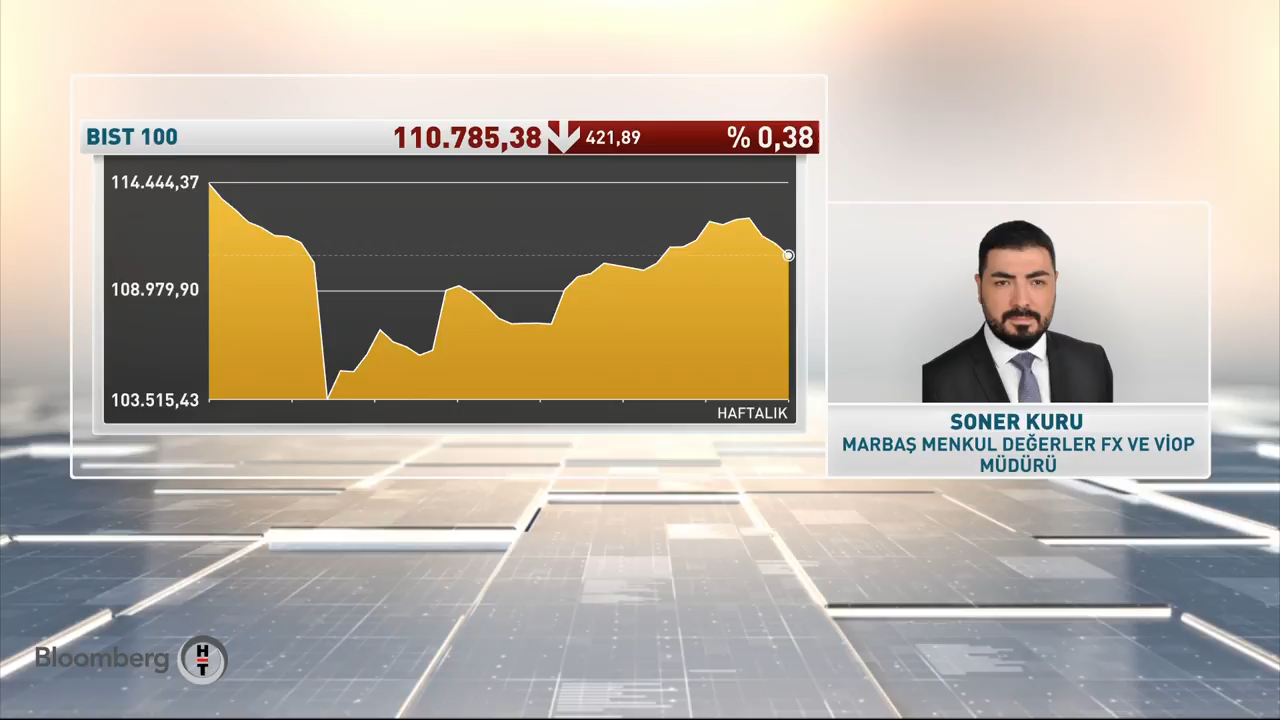 BIST 100
110.785,38
421,89
% 0,38
114.444,37
108.979,90
103.515,43
HAFTALIK
SONER KURU
MARBAŞ MENKUL DEĞERLER FX VE VİOP
MÜDÜRÜ
Bloomberg HT